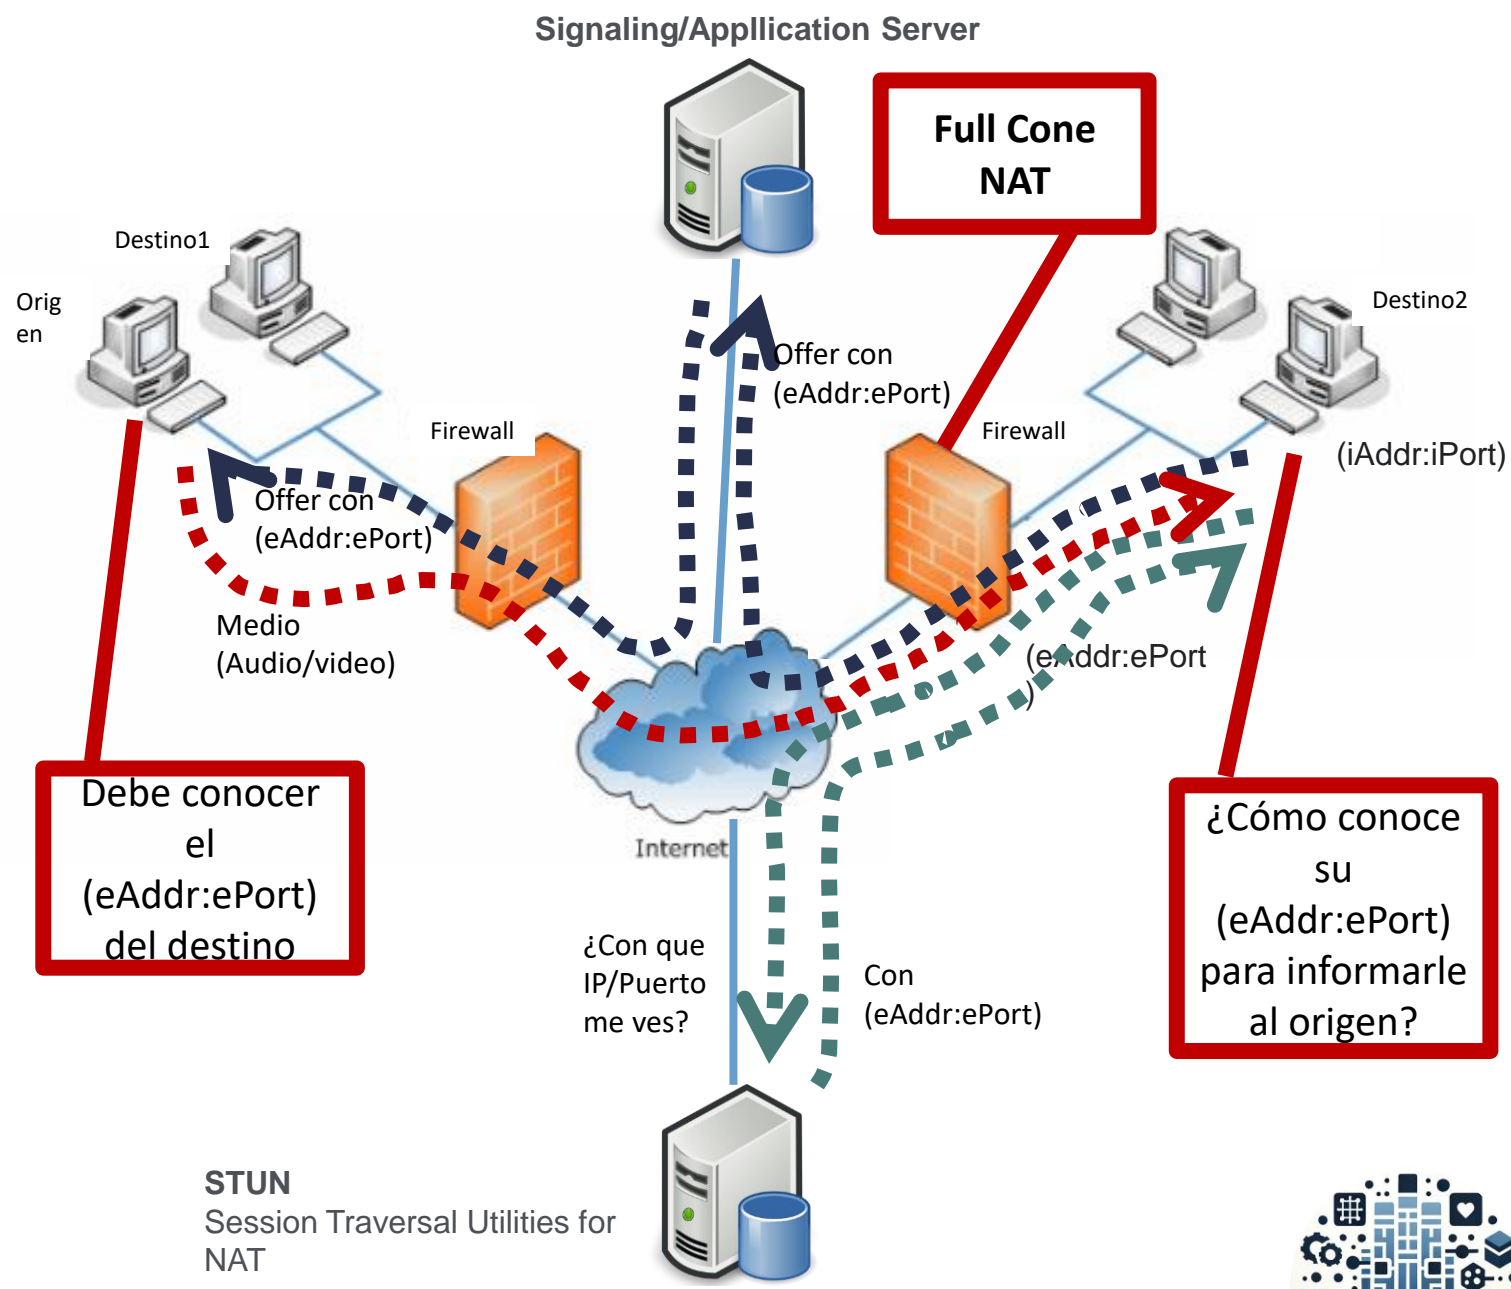 Signaling/Appllication Server
Full Cone
NAT
Destino1
Orig
en
Destino2
Offer con
(eAddr:ePort)
Firewall
Firewall
(iAddr:iPort)
Offer con
(eAddr:ePort)
Medio
(Audio/video)
(eAddr:ePort
)
Debe conocer
el
(eAddr:ePort)
del destino
¿Cómo conoce
su
(eAddr:ePort)
para informarle
al origen?
Internet
¿Con que
IP/Puerto
me ves?
Con
(eAddr:ePort)
STUN
Session Traversal Utilities for
NAT